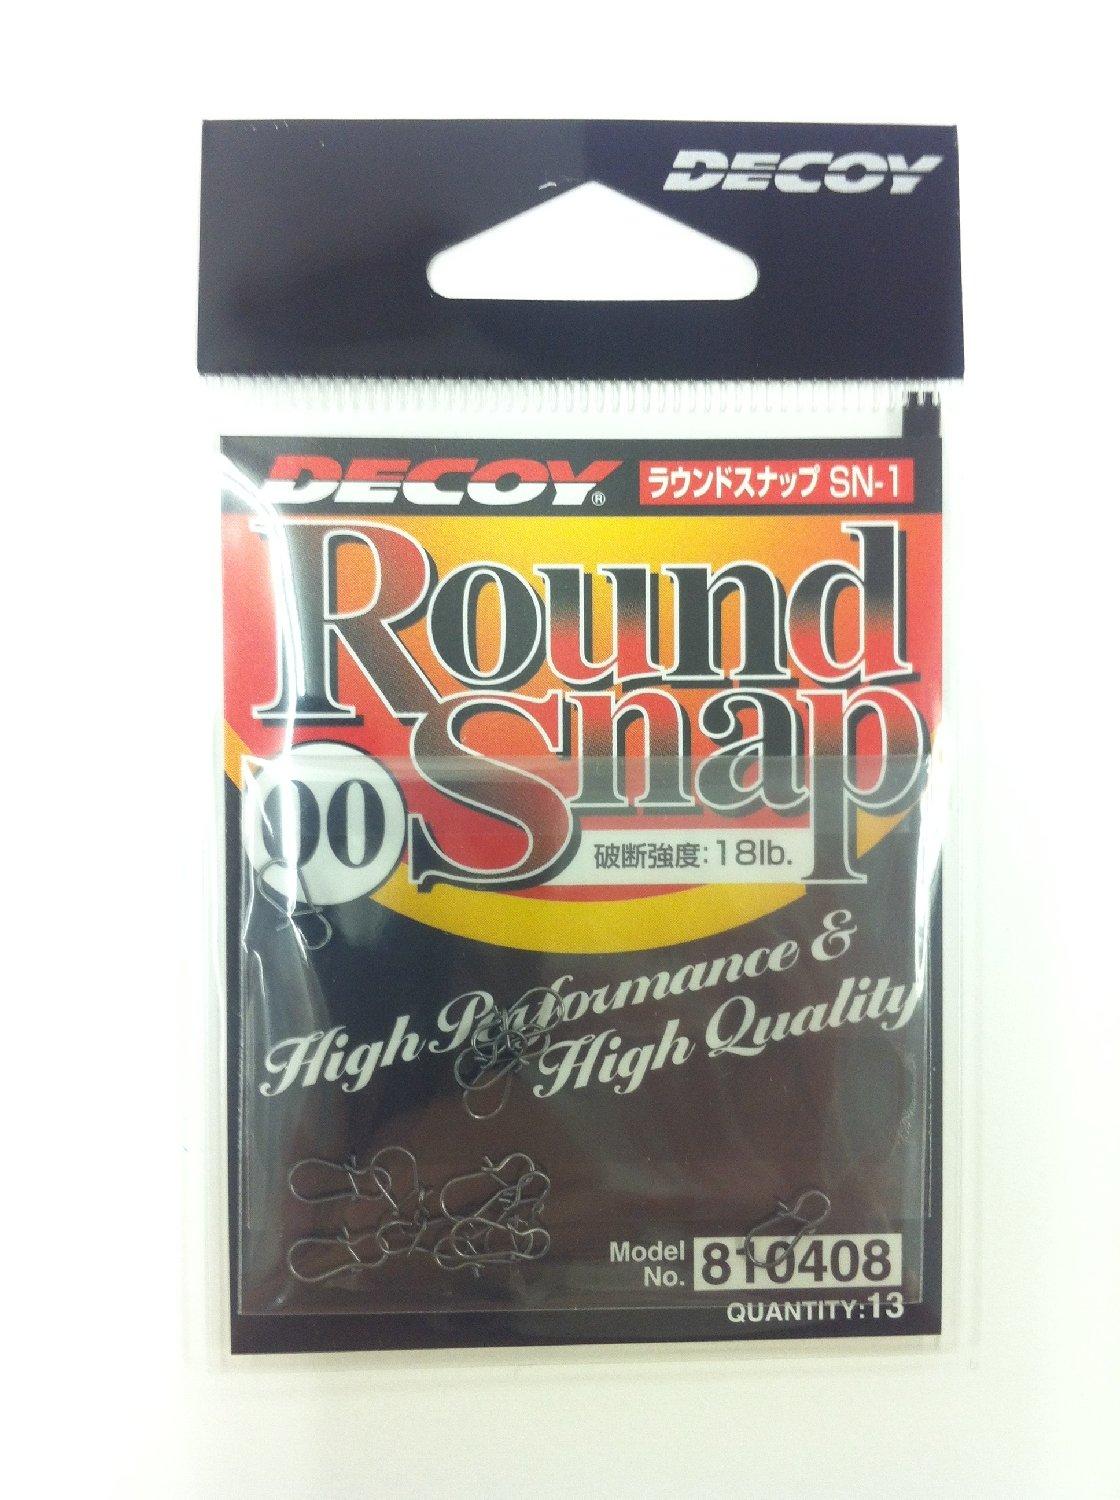 DECOY
DECOY®
ラウンドスナップ SN-1
Round
Snap
00
破断強度:18lb.
High Performance &
High Quality
Model
No. 810408
QUANTITY:13